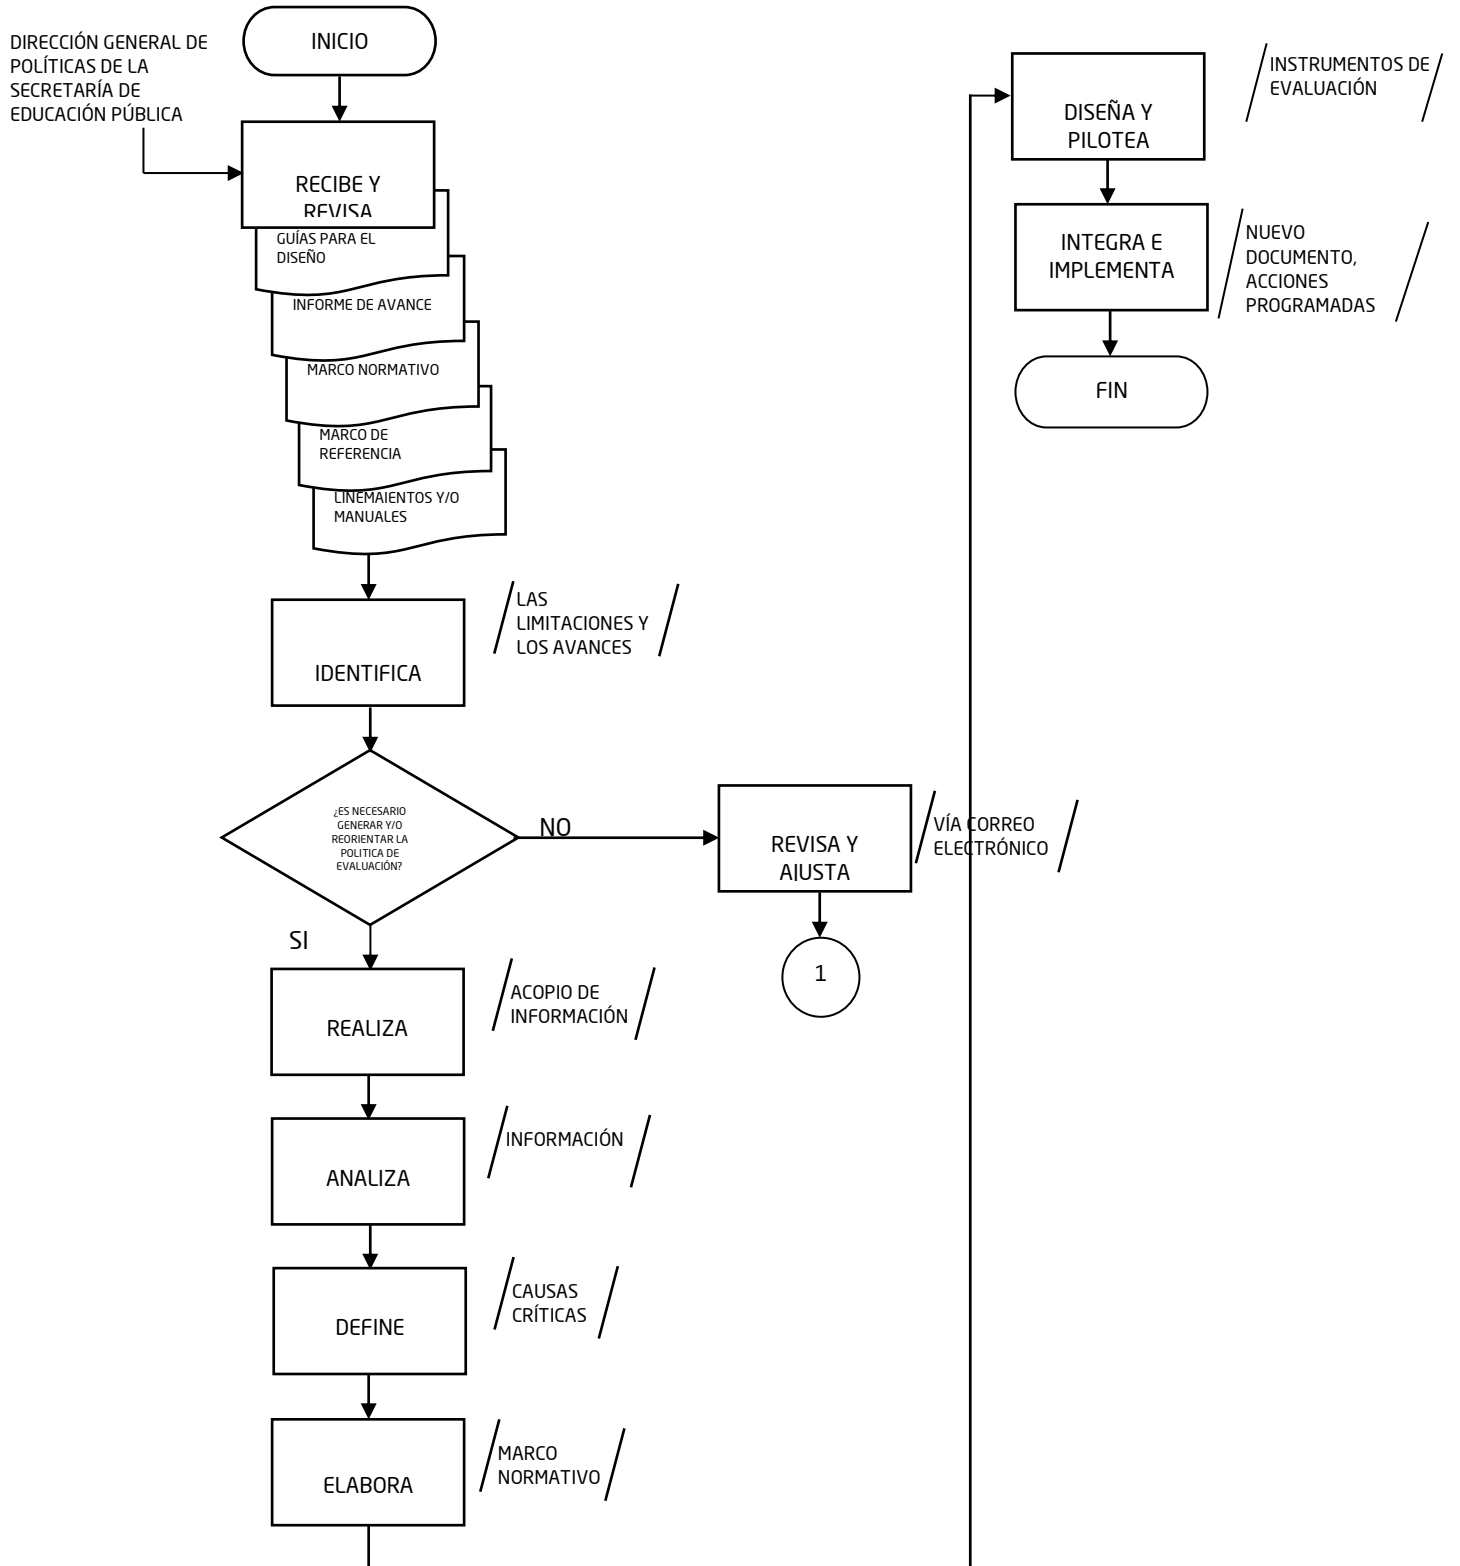 INICIO
DIRECCIÓN GENERAL DE
POLÍTICAS DE LA
SECRETARÍA DE
EDUCACIÓN PÚBLICA
RECIBE Y
REVISA
GUÍAS PARA EL
DISEÑO
INFORME DE AVANCE
MARCO NORMATIVO
MARCO DE
REFERENCIA
LINEMAIENTOS Y/O
MANUALES
IDENTIFICA
LAS
LIMITACIONES Y
LOS AVANCES
¿ES NECESARIO
GENERAR Y/O
REORIENTAR LA
POLITICA DE
EVALUACIÓN?
NO
REVISA Y
AJUSTA
VÍA CORREO
ELECTRÓNICO
1
SI
REALIZA
ACOPIO DE
INFORMACIÓN
ANALIZA
INFORMACIÓN
DEFINE
CAUSAS
CRÍTICAS
ELABORA
MARCO
NORMATIVO
DISEÑA Y
PILOTEA
INSTRUMENTOS DE
EVALUACIÓN
INTEGRA E
IMPLEMENTA
NUEVO
DOCUMENTO,
ACCIONES
PROGRAMADAS
FIN